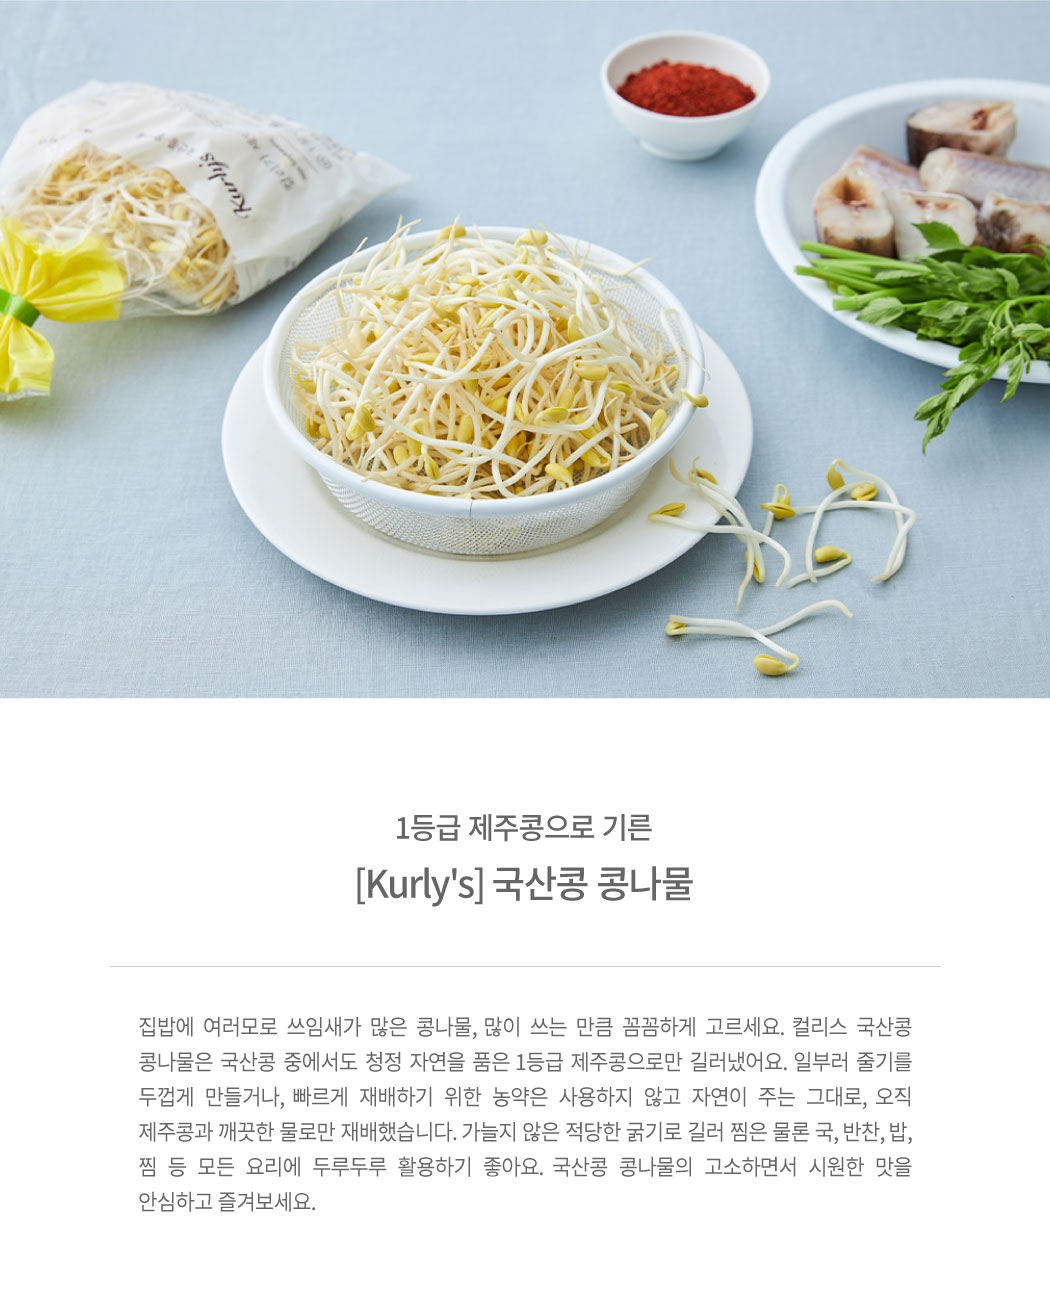 Kurly's
1등급 제주콩으로 기른
[Kurly's] 국산콩 콩나물
집밥에 여러모로 쓰임새가 많은 콩나물, 많이 쓰는 만큼 꼼꼼하게 고르세요. 컬리스 국산콩
콩나물은 국산콩 중에서도 청정 자연을 품은 1등급 제주콩으로만 길러냈어요. 일부러 줄기를
두껍게 만들거나, 빠르게 재배하기 위한 농약은 사용하지 않고 자연이 주는 그대로, 오직
제주콩과 깨끗한 물로만 재배했습니다. 가늘지 않은 적당한 굵기로 길러 찜은 물론 국, 반찬, 밥,
찜 등 모든 요리에 두루두루 활용하기 좋아요. 국산콩 콩나물의 고소하면서 시원한 맛을
안심하고 즐겨보세요.